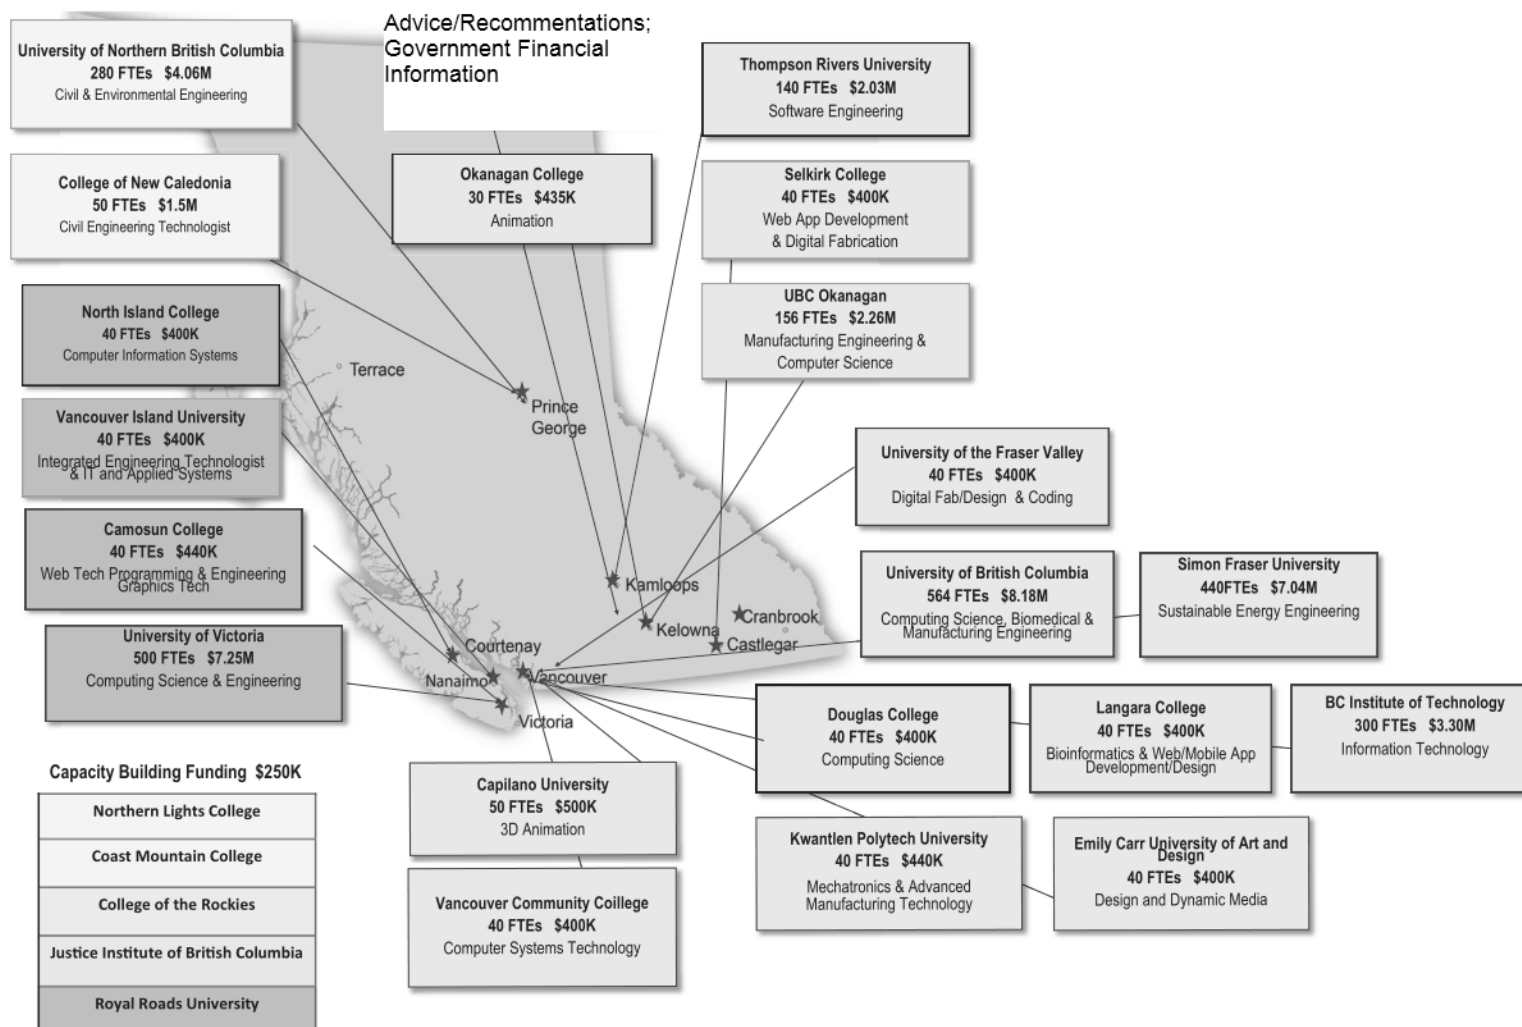 Advice/Recommentations;
Government Financial
Information
University of Northern British Columbia
280 FTEs $4.06M
Civil & Environmental Engineering
College of New Caledonia
50 FTEs $1.5M
Civil Engineering Technologist
North Island College
40 FTEs $400K
Computer Information Systems
Vancouver Island University
40 FTEs $400K
Integrated Engineering Technologist
& IT and Applied Systems
Camosun College
40 FTEs $440K
Web Tech Programming & Engineering
Graphics Tech
University of Victoria
500 FTEs $7.25M
Computing Science & Engineering
Okanagan College
30 FTEs $435K
Animation
Thompson Rivers University
140 FTEs $2.03M
Software Engineering
Selkirk College
40 FTEs $400K
Web App Development
& Digital Fabrication
UBC Okanagan
156 FTEs $2.26M
Manufacturing Engineering &
Computer Science
University of the Fraser Valley
40 FTEs $400K
Digital Fab/Design & Coding
University of British Columbia
564 FTEs $8.18M
Computing Science, Biomedical &
Manufacturing Engineering
Simon Fraser University
440FTEs $7.04M
Sustainable Energy Engineering
Terrace
Prince
George
Kamloops
Kelowna
Cranbrook
Castlegar
Courtenay
Nanaimo
Vancouver
Victoria
Douglas College
40 FTEs $400K
Computing Science
Langara College
40 FTEs $400K
Bioinformatics & Web/Mobile App
Development/Design
BC Institute of Technology
300 FTEs $3.30M
Information Technology
Capilano University
50 FTEs $500K
3D Animation
Kwantlen Polytech University
40 FTEs $440K
Mechatronics & Advanced
Manufacturing Technology
Emily Carr University of Art and
Design
40 FTEs $400K
Design and Dynamic Media
Vancouver Community Coillege
40 FTEs $400K
Computer Systems Technology
Capacity Building Funding $250K
Northern Lights College
Coast Mountain College
College of the Rockies
Justice Institute of British Columbia
Royal Roads University